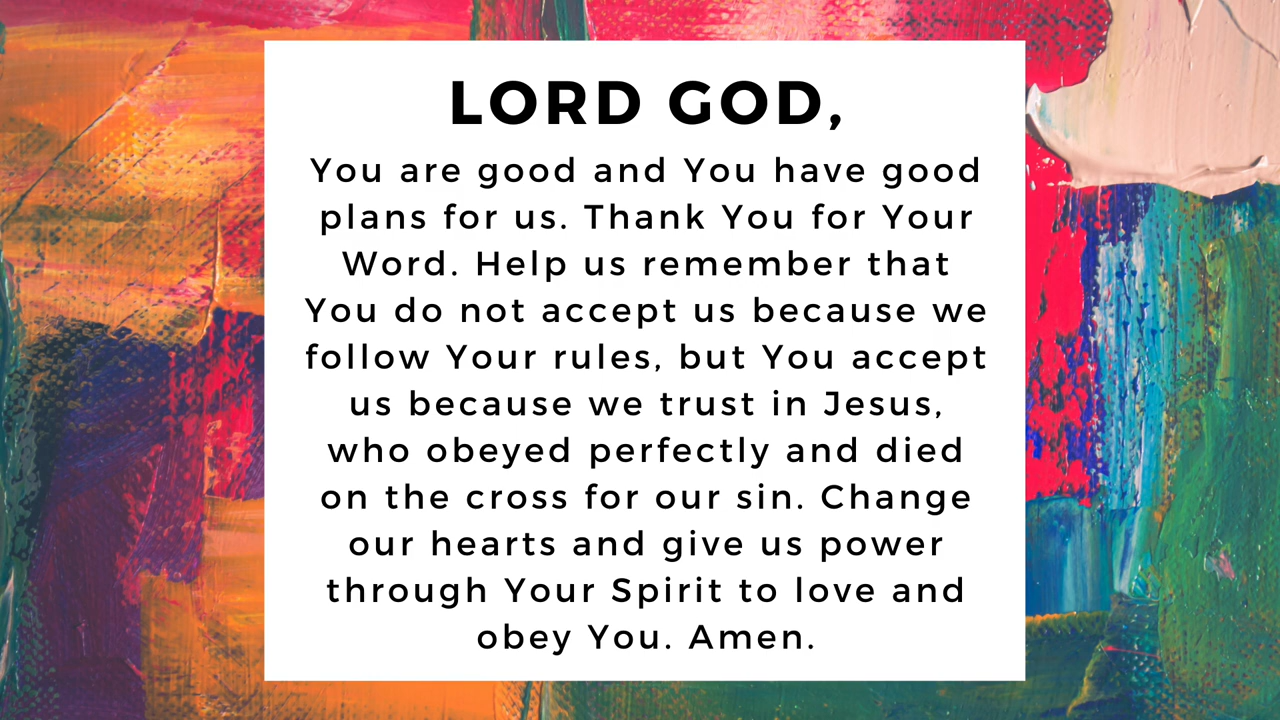 LORD GOD,
You are good and You have good
plans for us. Thank You for Your
Word. Help us remember that
You do not accept us because we
follow Your rules, but You accept
us because we trust in Jesus,
who obeyed perfectly and died
on the cross for our sin. Change
our hearts and give us power
through Your Spirit to love and
obey You. Amen.